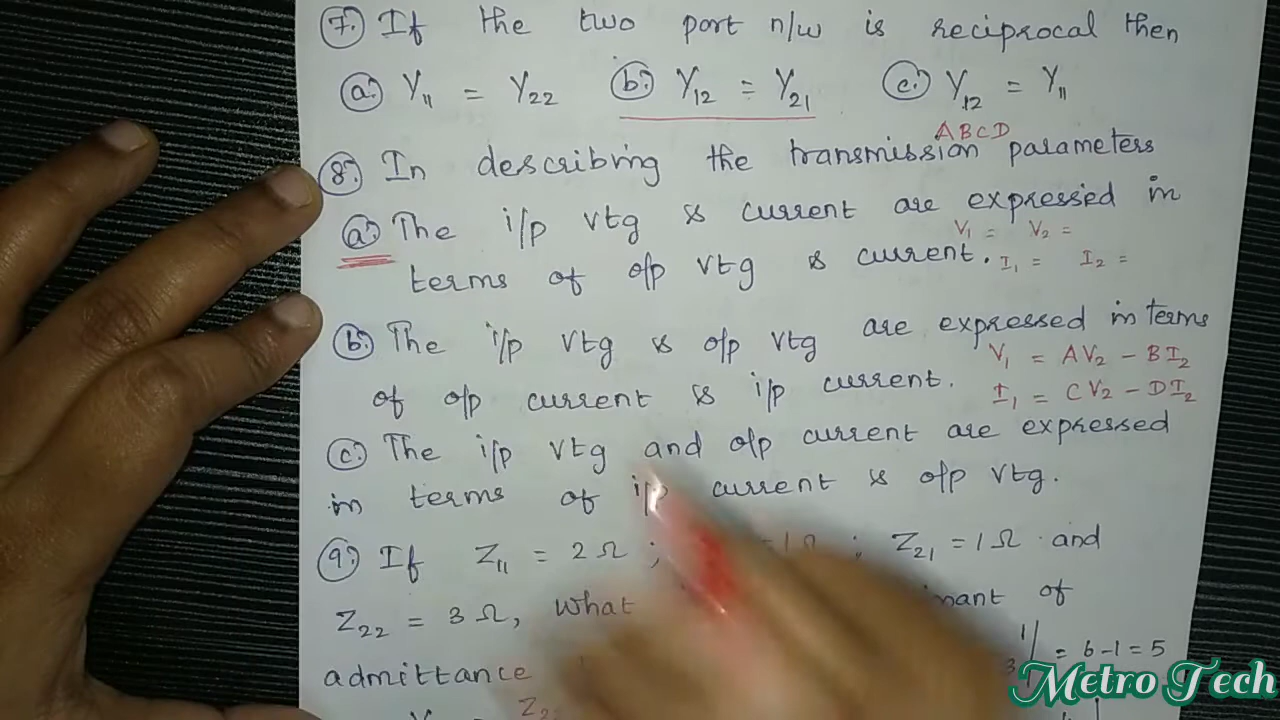 7. If the two port n/w is reciprocal then
a. Y11 = Y22 b. Y12 = Y21 c. Y12 = Y11
ABCD
8. In describing the transmission parameters
a. The i/p vtg & current are expressed in
V1 = V2 =
terms of o/p vtg & current. I1 = I2 =
b. The i/p vtg & o/p vtg are expressed in terms
V1 = AV2 - BI2
of o/p current & i/p current.
I1 = CV2 - DI2
c. The i/p vtg and o/p current are expressed
in terms of i/p current & o/p vtg.
9. If Z11 = 2Ω ; =1Ω ; Z21 = 1Ω and
Z22 = 3Ω, what of
= 6-1 = 5
admittance
Metro Tech